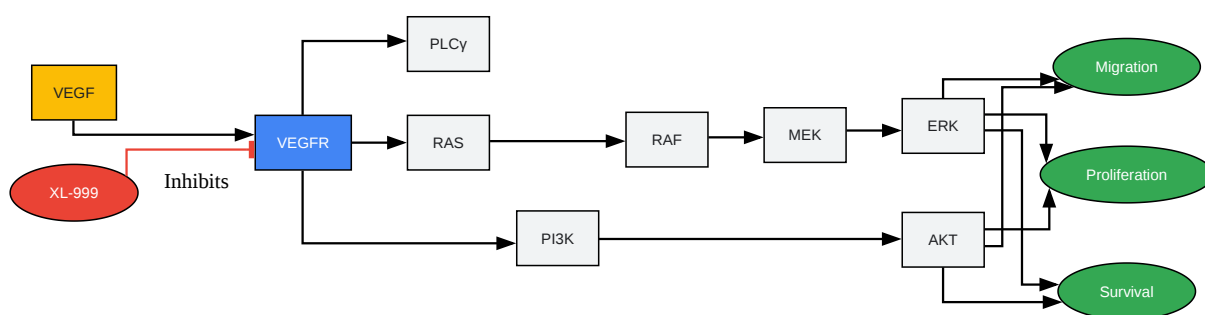 PLCγ
Migration
VEGF
ERK
MEK
RAF
RAS
VEGFR
Proliferation
Inhibits
XL-999
PI3K
AKT
Survival